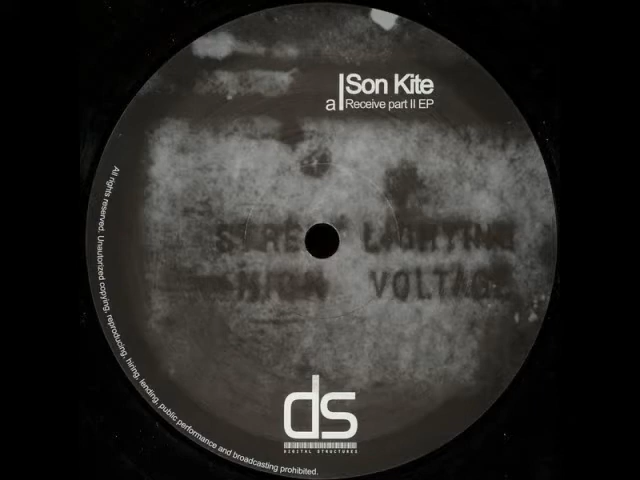 Son Kite
a Receive part II EP
STREET LIGHTING
HIGH VOLTAGE
ds
DIGITAL STRUCTURES
All rights reserved. Unautorized copying, reproducing, hiring, lending, public performance and broadcasting prohibited.